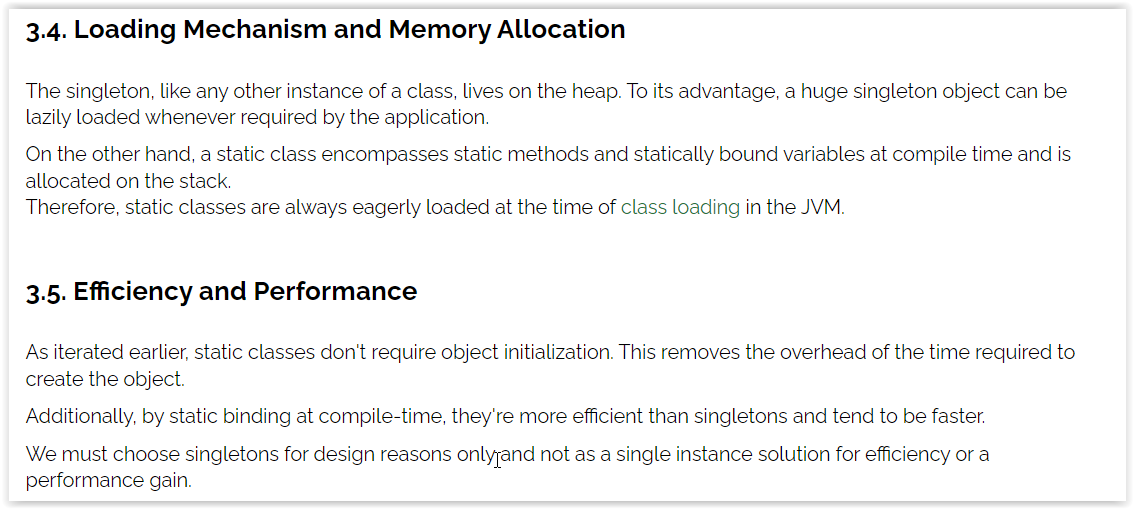 3.4. Loading Mechanism and Memory Allocation
The singleton, like any other instance of a class, lives on the heap. To its advantage, a huge singleton object can be
lazily loaded whenever required by the application.
On the other hand, a static class encompasses static methods and statically bound variables at compile time and is
allocated on the stack.
Therefore, static classes are always eagerly loaded at the time of class loading in the JVM.
3.5. Efficiency and Performance
As iterated earlier, static classes don't require object initialization. This removes the overhead of the time required to
create the object.
Additionally, by static binding at compile-time, they're more efficient than singletons and tend to be faster.
We must choose singletons for design reasons only and not as a single instance solution for efficiency or a
performance gain.